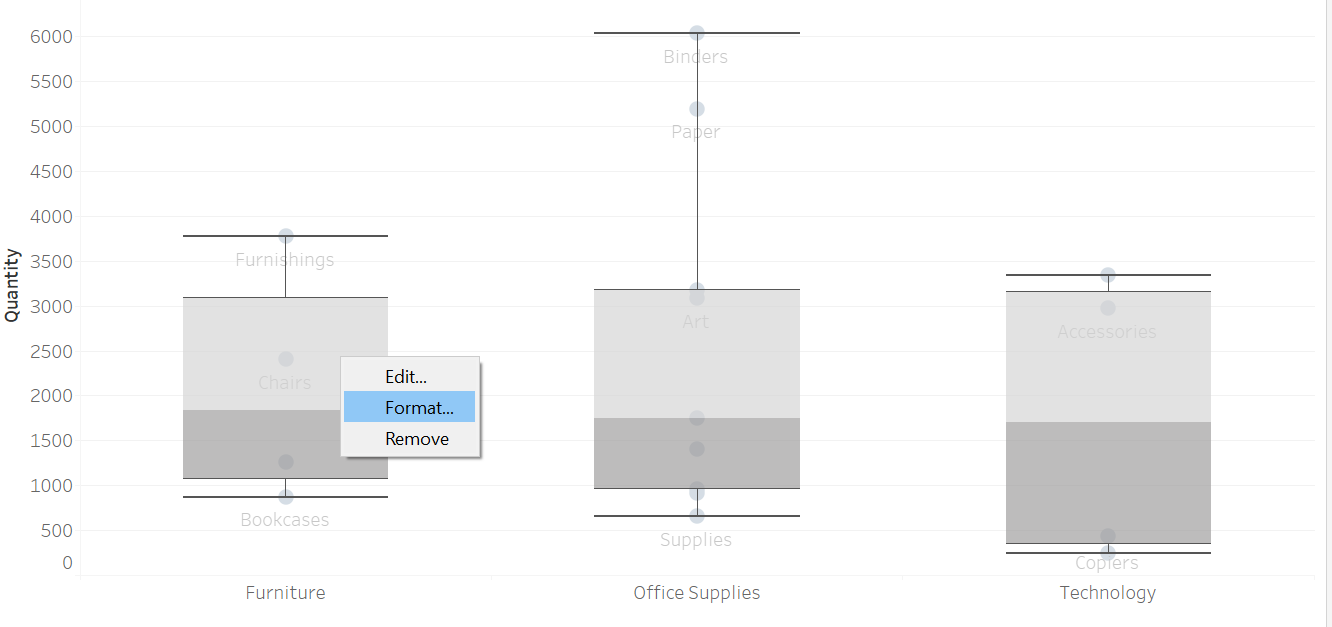 6000
Binders
5500
5000
Paper
4500
4000
Furnishings
3500
Quantity
3000
Art
Accessories
2500
Chairs
Edit...
2000
Format...
1500
Remove
1000
Bookcases
500
Supplies
0
Copiers
Furniture
Office Supplies
Technology